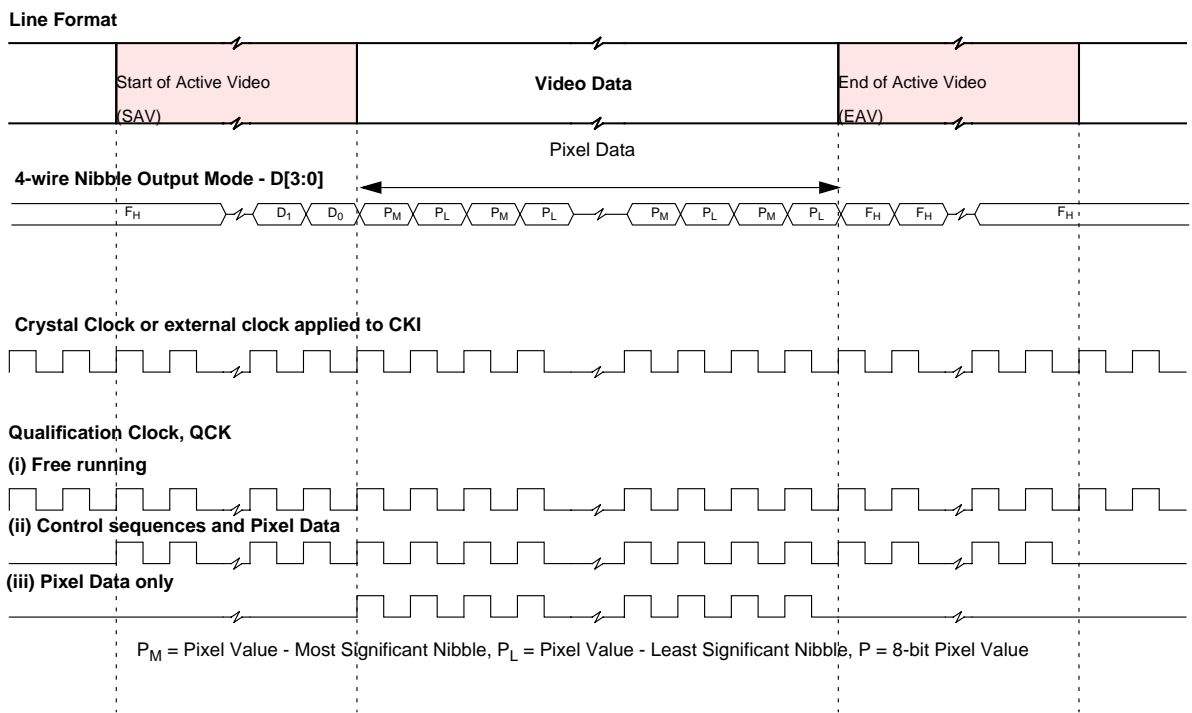 Line Format
Start of Active Video
(SAV)
Video Data
End of Active Video
(EAV)
Pixel Data
4-wire Nibble Output Mode - D[3:0]
FH D1 D0 PM PL PM PL PM PL PM PL FH FH FH
Crystal Clock or external clock applied to CKI
Qualification Clock, QCK
(i) Free running
(ii) Control sequences and Pixel Data
(iii) Pixel Data only
PM = Pixel Value - Most Significant Nibble, PL = Pixel Value - Least Significant Nibble, P = 8-bit Pixel Value